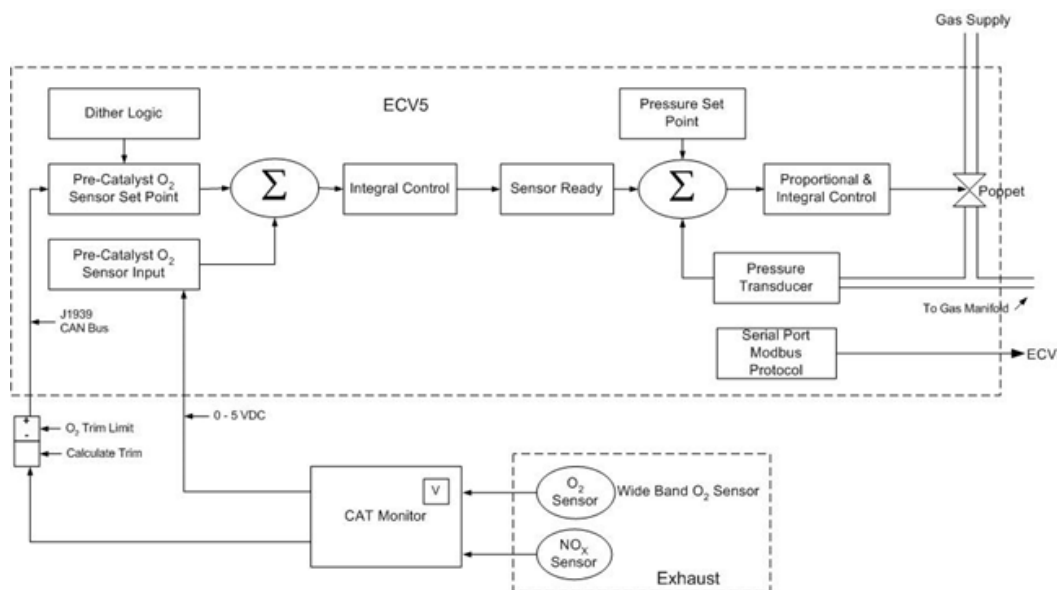 Gas Supply
ECV5
Dither Logic
Pressure Set
Point
Pre-Catalyst O₂
Sensor Set Point
Σ
Integral Control
Sensor Ready
Σ
Proportional &
Integral Control
Poppet
Pre-Catalyst O₂
Sensor Input
Pressure
Transducer
To Gas Manifold
J1939
CAN Bus
Serial Port
Modbus
Protocol
ECV
0 - 5 VDC
+
-
O₂ Trim Limit
Calculate Trim
V
CAT Monitor
O₂
Sensor
Wide Band O₂ Sensor
NOₓ
Sensor
Exhaust